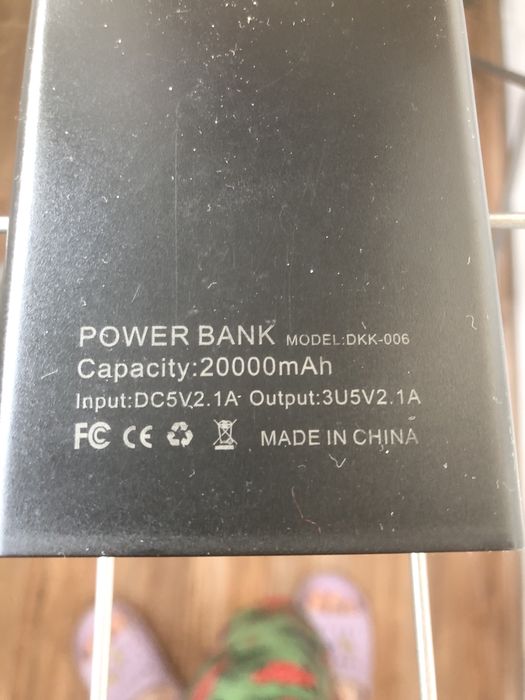 POWER BANK MODEL:DKK-006
Capacity:20000mAh
Input:DC5V2.1A Output:3U5V2.1A
FC CE MADE IN CHINA